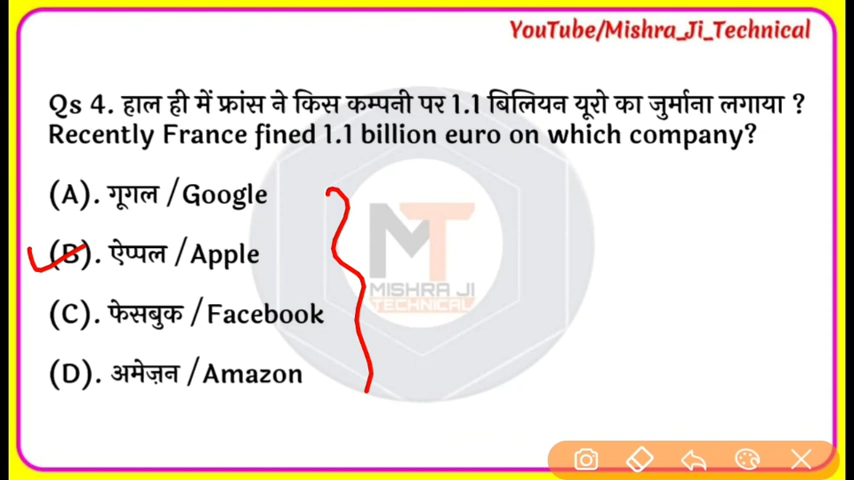 YouTube/Mishra_Ji_Technical
Qs 4. हाल ही में फ्रांस ने किस कम्पनी पर 1.1 बिलियन यूरो का जुर्माना लगाया ?
Recently France fined 1.1 billion euro on which company?
(A). गूगल / Google
(B). ऐप्पल / Apple
(C). फेसबुक / Facebook
(D). अमेज़न / Amazon
MT
MISHRA JI
TECHNICAL